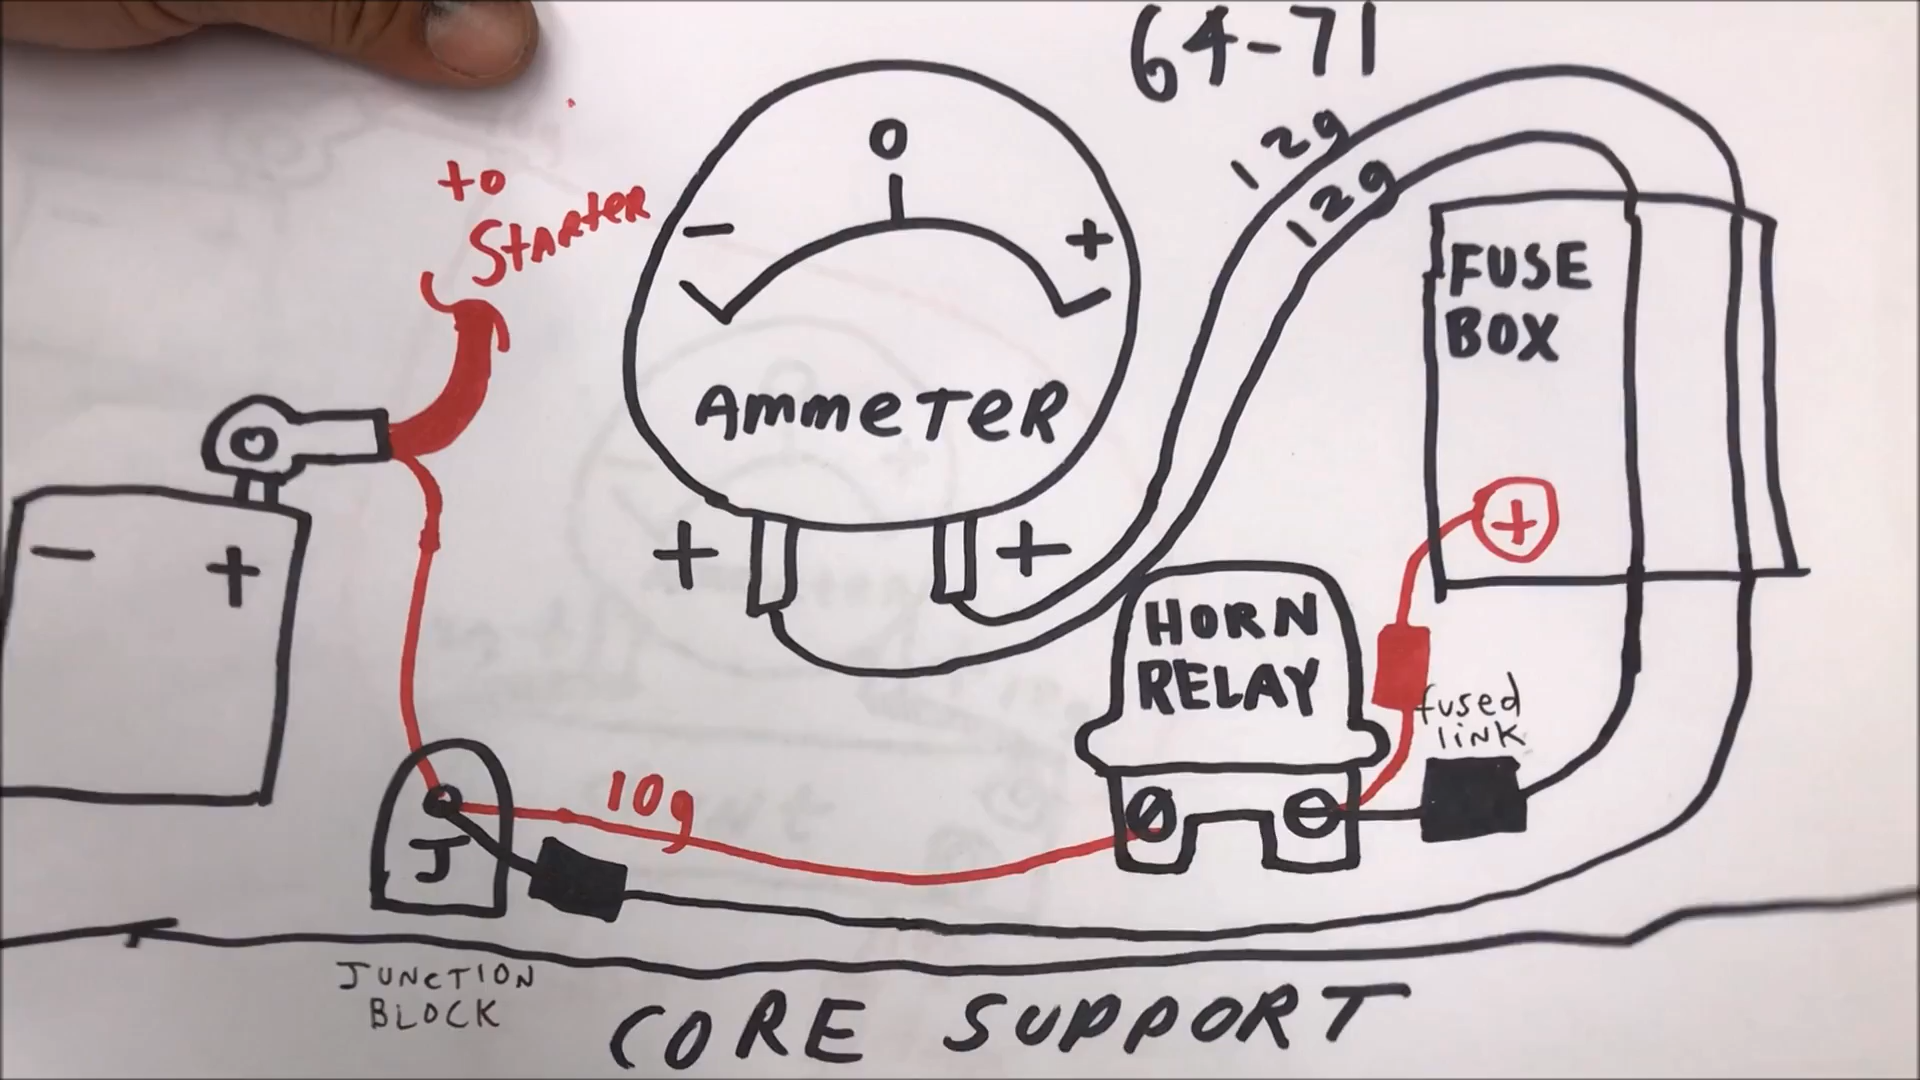 64-71
12g
12g
to
Starter
0
-
+
Ammeter
+
+
FUSE
BOX
+
-
+
HORN
RELAY
fused
link
10g
J
JUNCTION
BLOCK
CORE SUPPORT